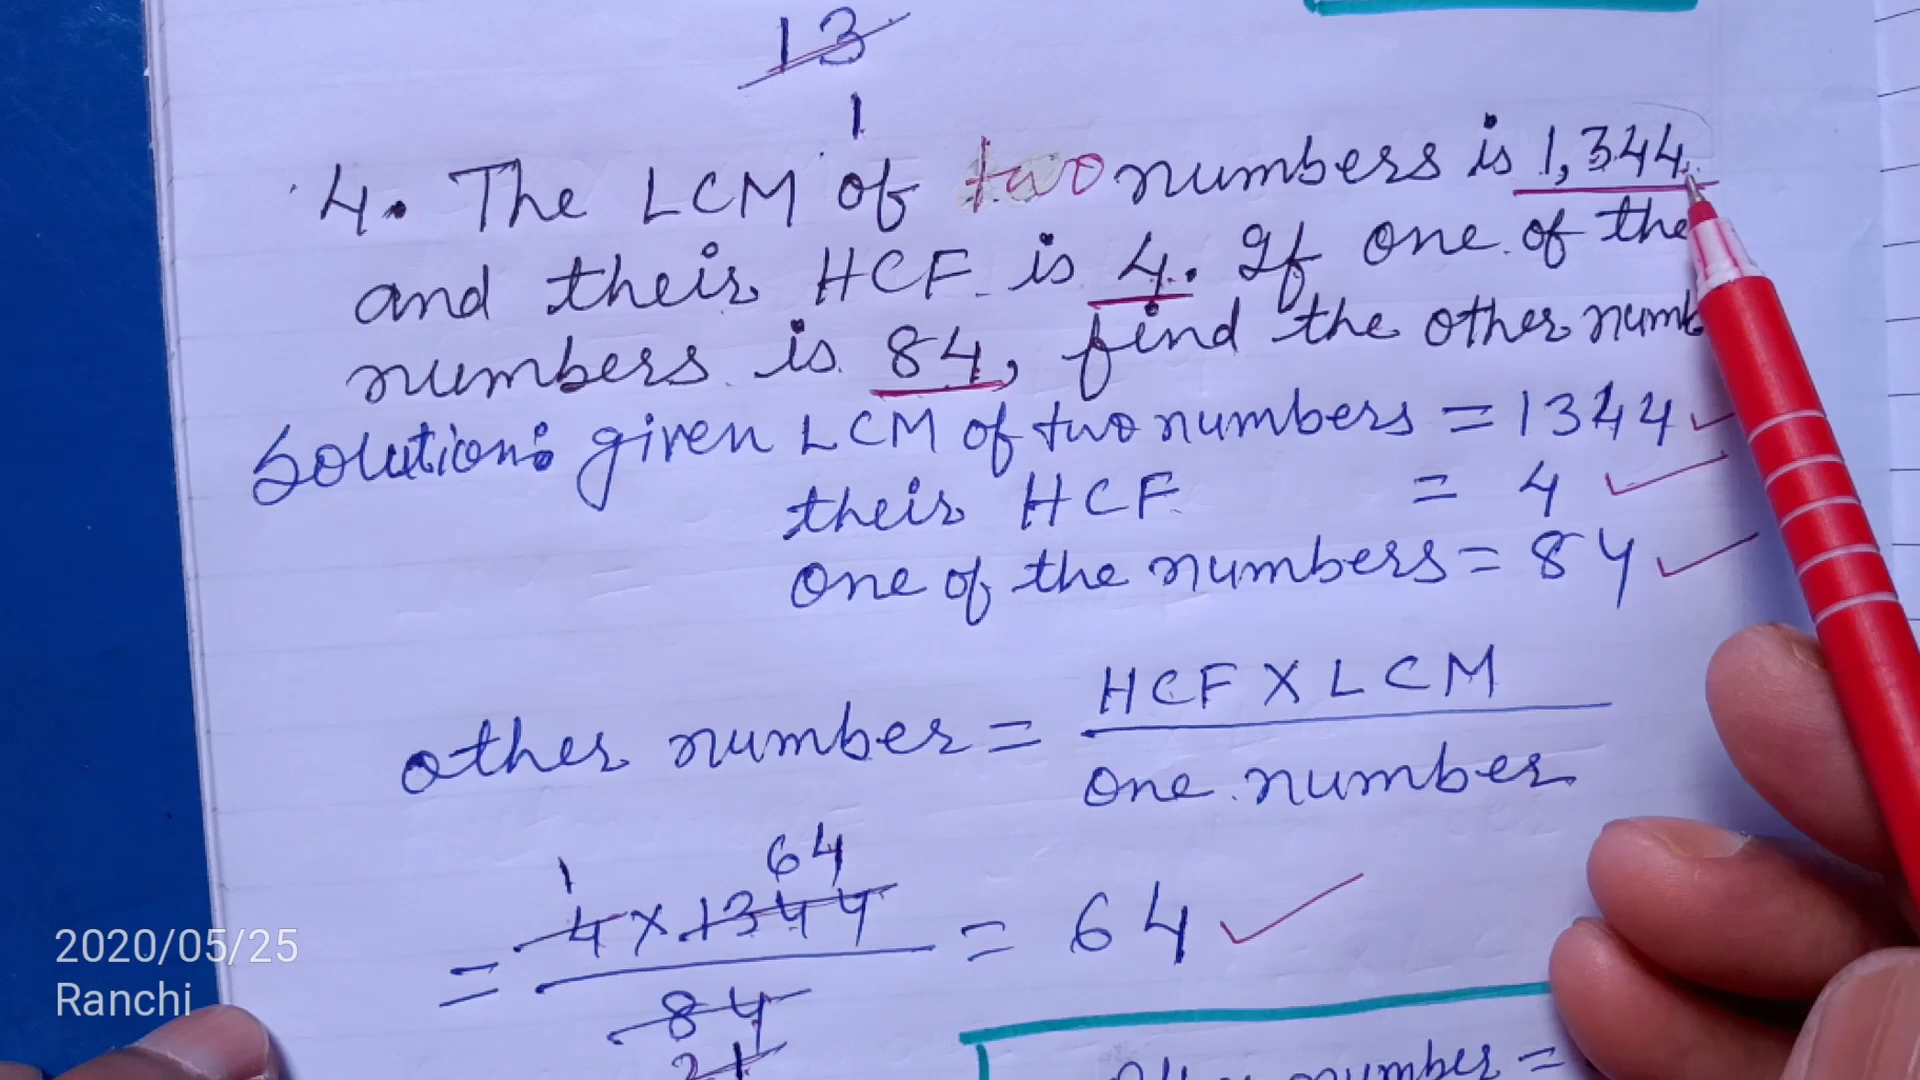 13
1
4. The LCM of two numbers is 1,344
and their HCF is 4. If one of the
numbers is 84, find the other numb
Solution: given LCM of two numbers = 1344
their HCF = 4
one of the numbers = 84
other number = HCF X LCM
one number
1 64
= 4 x 1344 = 64
84
21
2020/05/25
Ranchi
number =